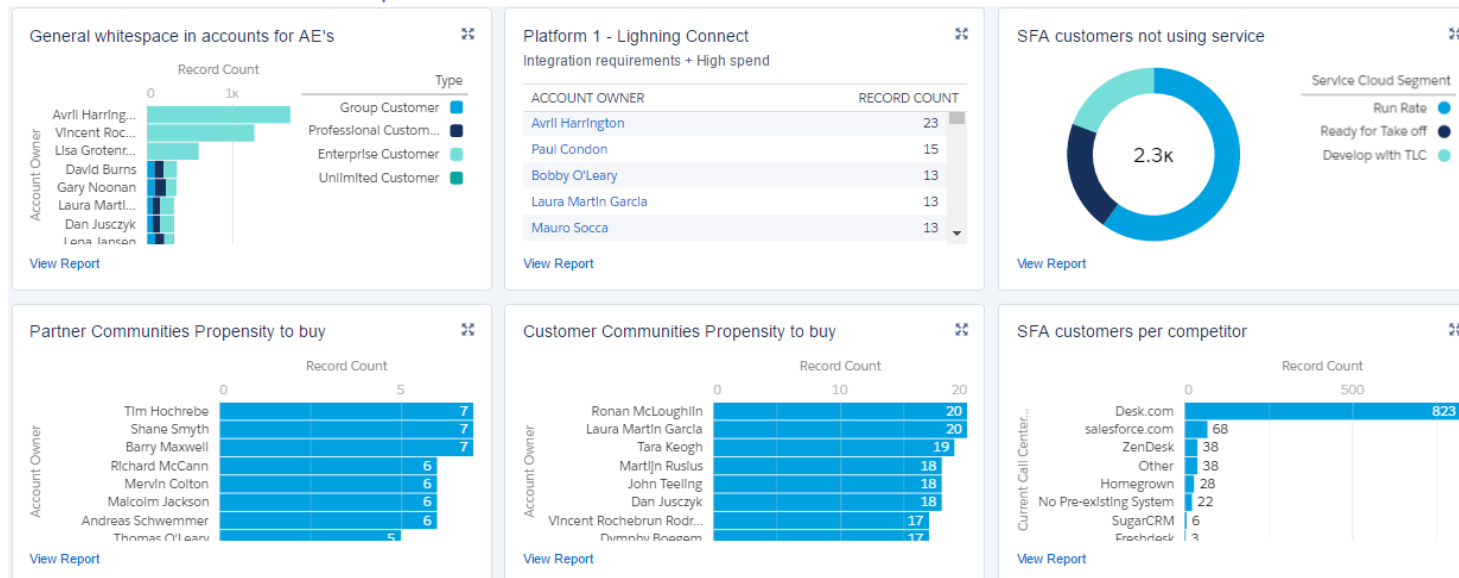 General whitespace in accounts for AE's
Record Count
0 1K
Type
Group Customer
Professional Custom...
Enterprise Customer
Unlimited Customer
Account Owner
Avril Harring...
Vincent Roc...
Lisa Grotenr...
David Burns
Gary Noonan
Laura Marti...
Dan Jusczyk
Lena Jansen
View Report
Platform 1 - Lighning Connect
Integration requirements + High spend
ACCOUNT OWNER RECORD COUNT
Avril Harrington 23
Paul Condon 15
Bobby O'Leary 13
Laura Martin Garcia 13
Mauro Socca 13
View Report
SFA customers not using service
2.3K
Service Cloud Segment
Run Rate
Ready for Take off
Develop with TLC
View Report
Partner Communities Propensity to buy
Record Count
0 5
Account Owner
Tim Hochrebe 7
Shane Smyth 7
Barry Maxwell 7
Richard McCann 6
Mervin Colton 6
Malcolm Jackson 6
Andreas Schwemmer 6
Thomas O'Leary 5
View Report
Customer Communities Propensity to buy
Record Count
0 10 20
Account Owner
Ronan McLoughlin 20
Laura Martin Garcia 20
Tara Keogh 19
Martijn Rusius 18
John Teeling 18
Dan Jusczyk 18
Vincent Rochebrun Rodr... 17
Dymphy Boegem 17
View Report
SFA customers per competitor
Record Count
0 500
Current Call Center...
Desk.com 823
salesforce.com 68
ZenDesk 38
Other 38
Homegrown 28
No Pre-existing System 22
SugarCRM 6
Freshdesk 3
View Report